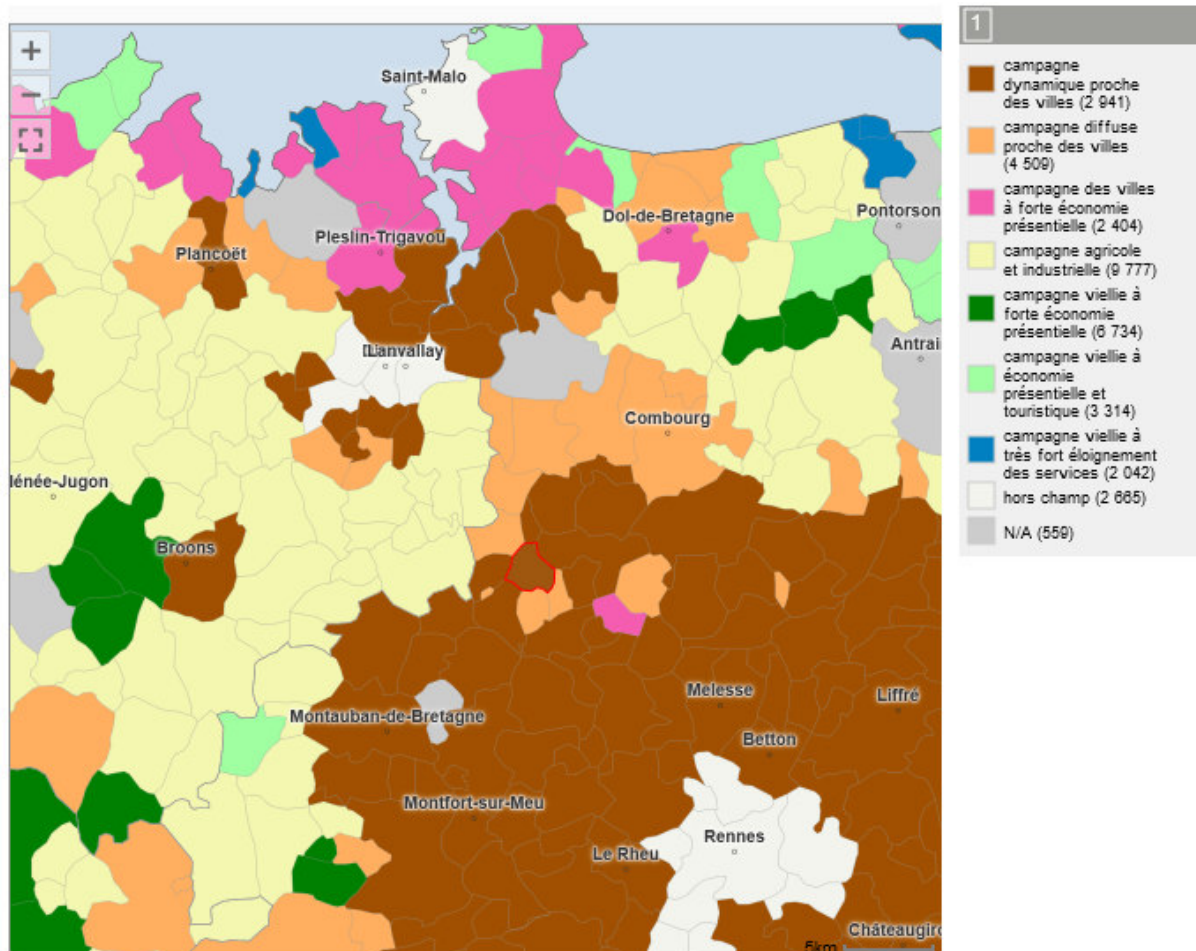 +
−
Saint-Malo
Dol-de-Bretagne
Pontorson
Pleslin-Trigavou
Plancoët
Lanvallay
Antrai
Combourg
lénée-Jugon
Broons
Melesse
Liffré
Montauban-de-Bretagne
Betton
Montfort-sur-Meu
Rennes
Le Rheu
Châteaugiro
5km
1
campagne
dynamique proche
des villes (2 941)
campagne diffuse
proche des villes
(4 509)
campagne des villes
à forte économie
présentielle (2 404)
campagne agricole
et industrielle (9 777)
campagne viellie à
forte économie
présentielle (6 734)
campagne viellie à
économie
présentielle et
touristique (3 314)
campagne viellie à
très fort éloignement
des services (2 042)
hors champ (2 665)
N/A (559)